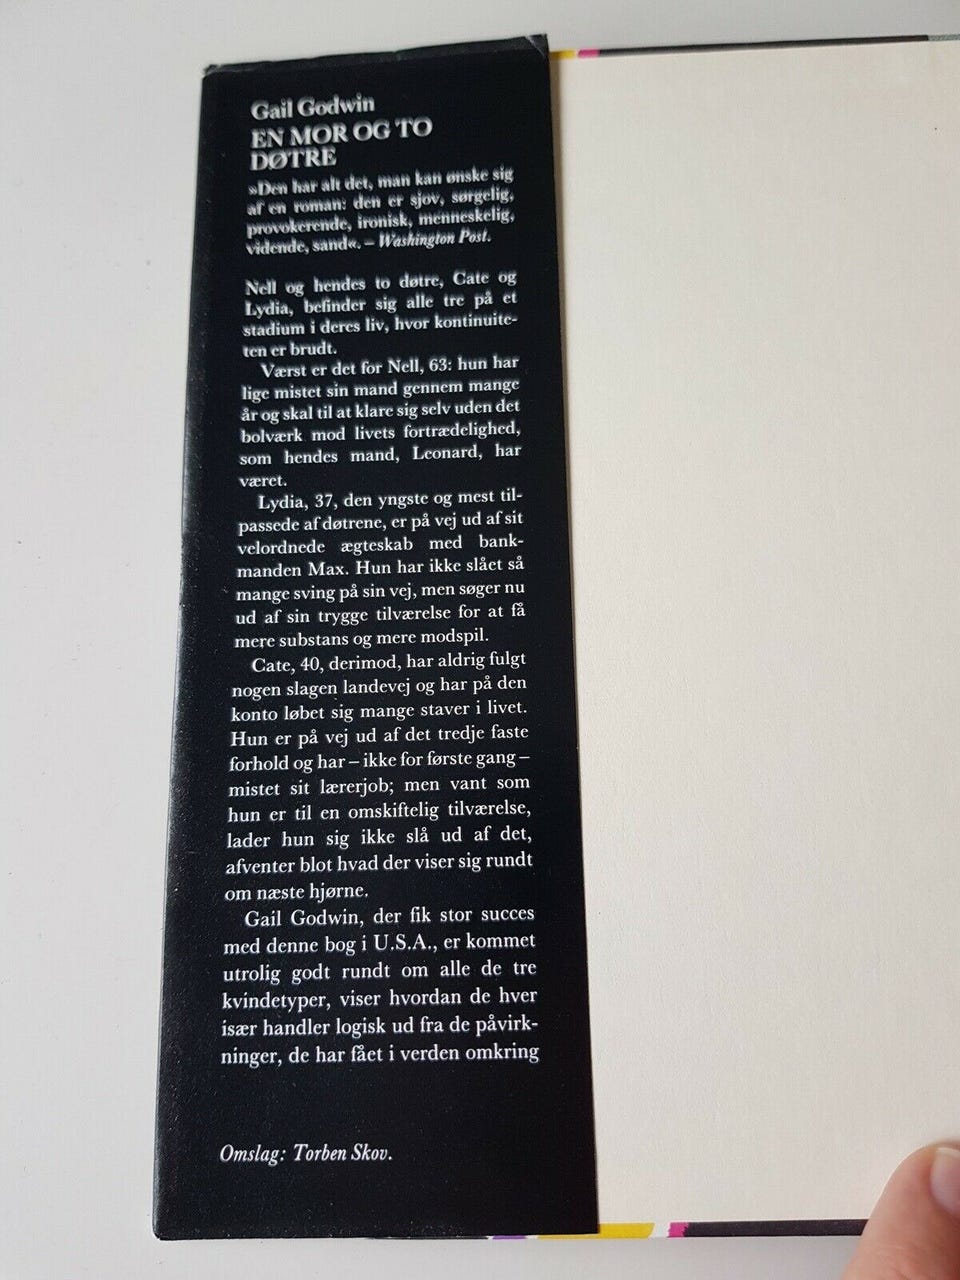 Gail Godwin
EN MOR OG TO
DØTRE
»Den har alt det, man kan ønske sig
af en roman: den er sjov, sørgelig,
provokerende, ironisk, menneskelig,
vidende, sand«. – Washington Post.
Nell og hendes to døtre, Cate og
Lydia, befinder sig alle tre på et
stadium i deres liv, hvor kontinuite-
ten er brudt.
Værst er det for Nell, 63: hun har
lige mistet sin mand gennem mange
år og skal til at klare sig selv uden det
bolværk mod livets fortrædelighed,
som hendes mand, Leonard, har
været.
Lydia, 37, den yngste og mest til-
passede af døtrene, er på vej ud af sit
velordnede ægteskab med bank-
manden Max. Hun har ikke slået så
mange sving på sin vej, men søger nu
ud af sin trygge tilværelse for at få
mere substans og mere modspil.
Cate, 40, derimod, har aldrig fulgt
nogen slagen landevej og har på den
konto løbet sig mange staver i livet.
Hun er på vej ud af det tredje faste
forhold og har – ikke for første gang –
mistet sit lærerjob; men vant som
hun er til en omskiftelig tilværelse,
lader hun sig ikke slå ud af det,
afventer blot hvad der viser sig rundt
om næste hjørne.
Gail Godwin, der fik stor succes
med denne bog i U.S.A., er kommet
utrolig godt rundt om alle de tre
kvindetyper, viser hvordan de hver
især handler logisk ud fra de påvirk-
ninger, de har fået i verden omkring
Omslag: Torben Skov.